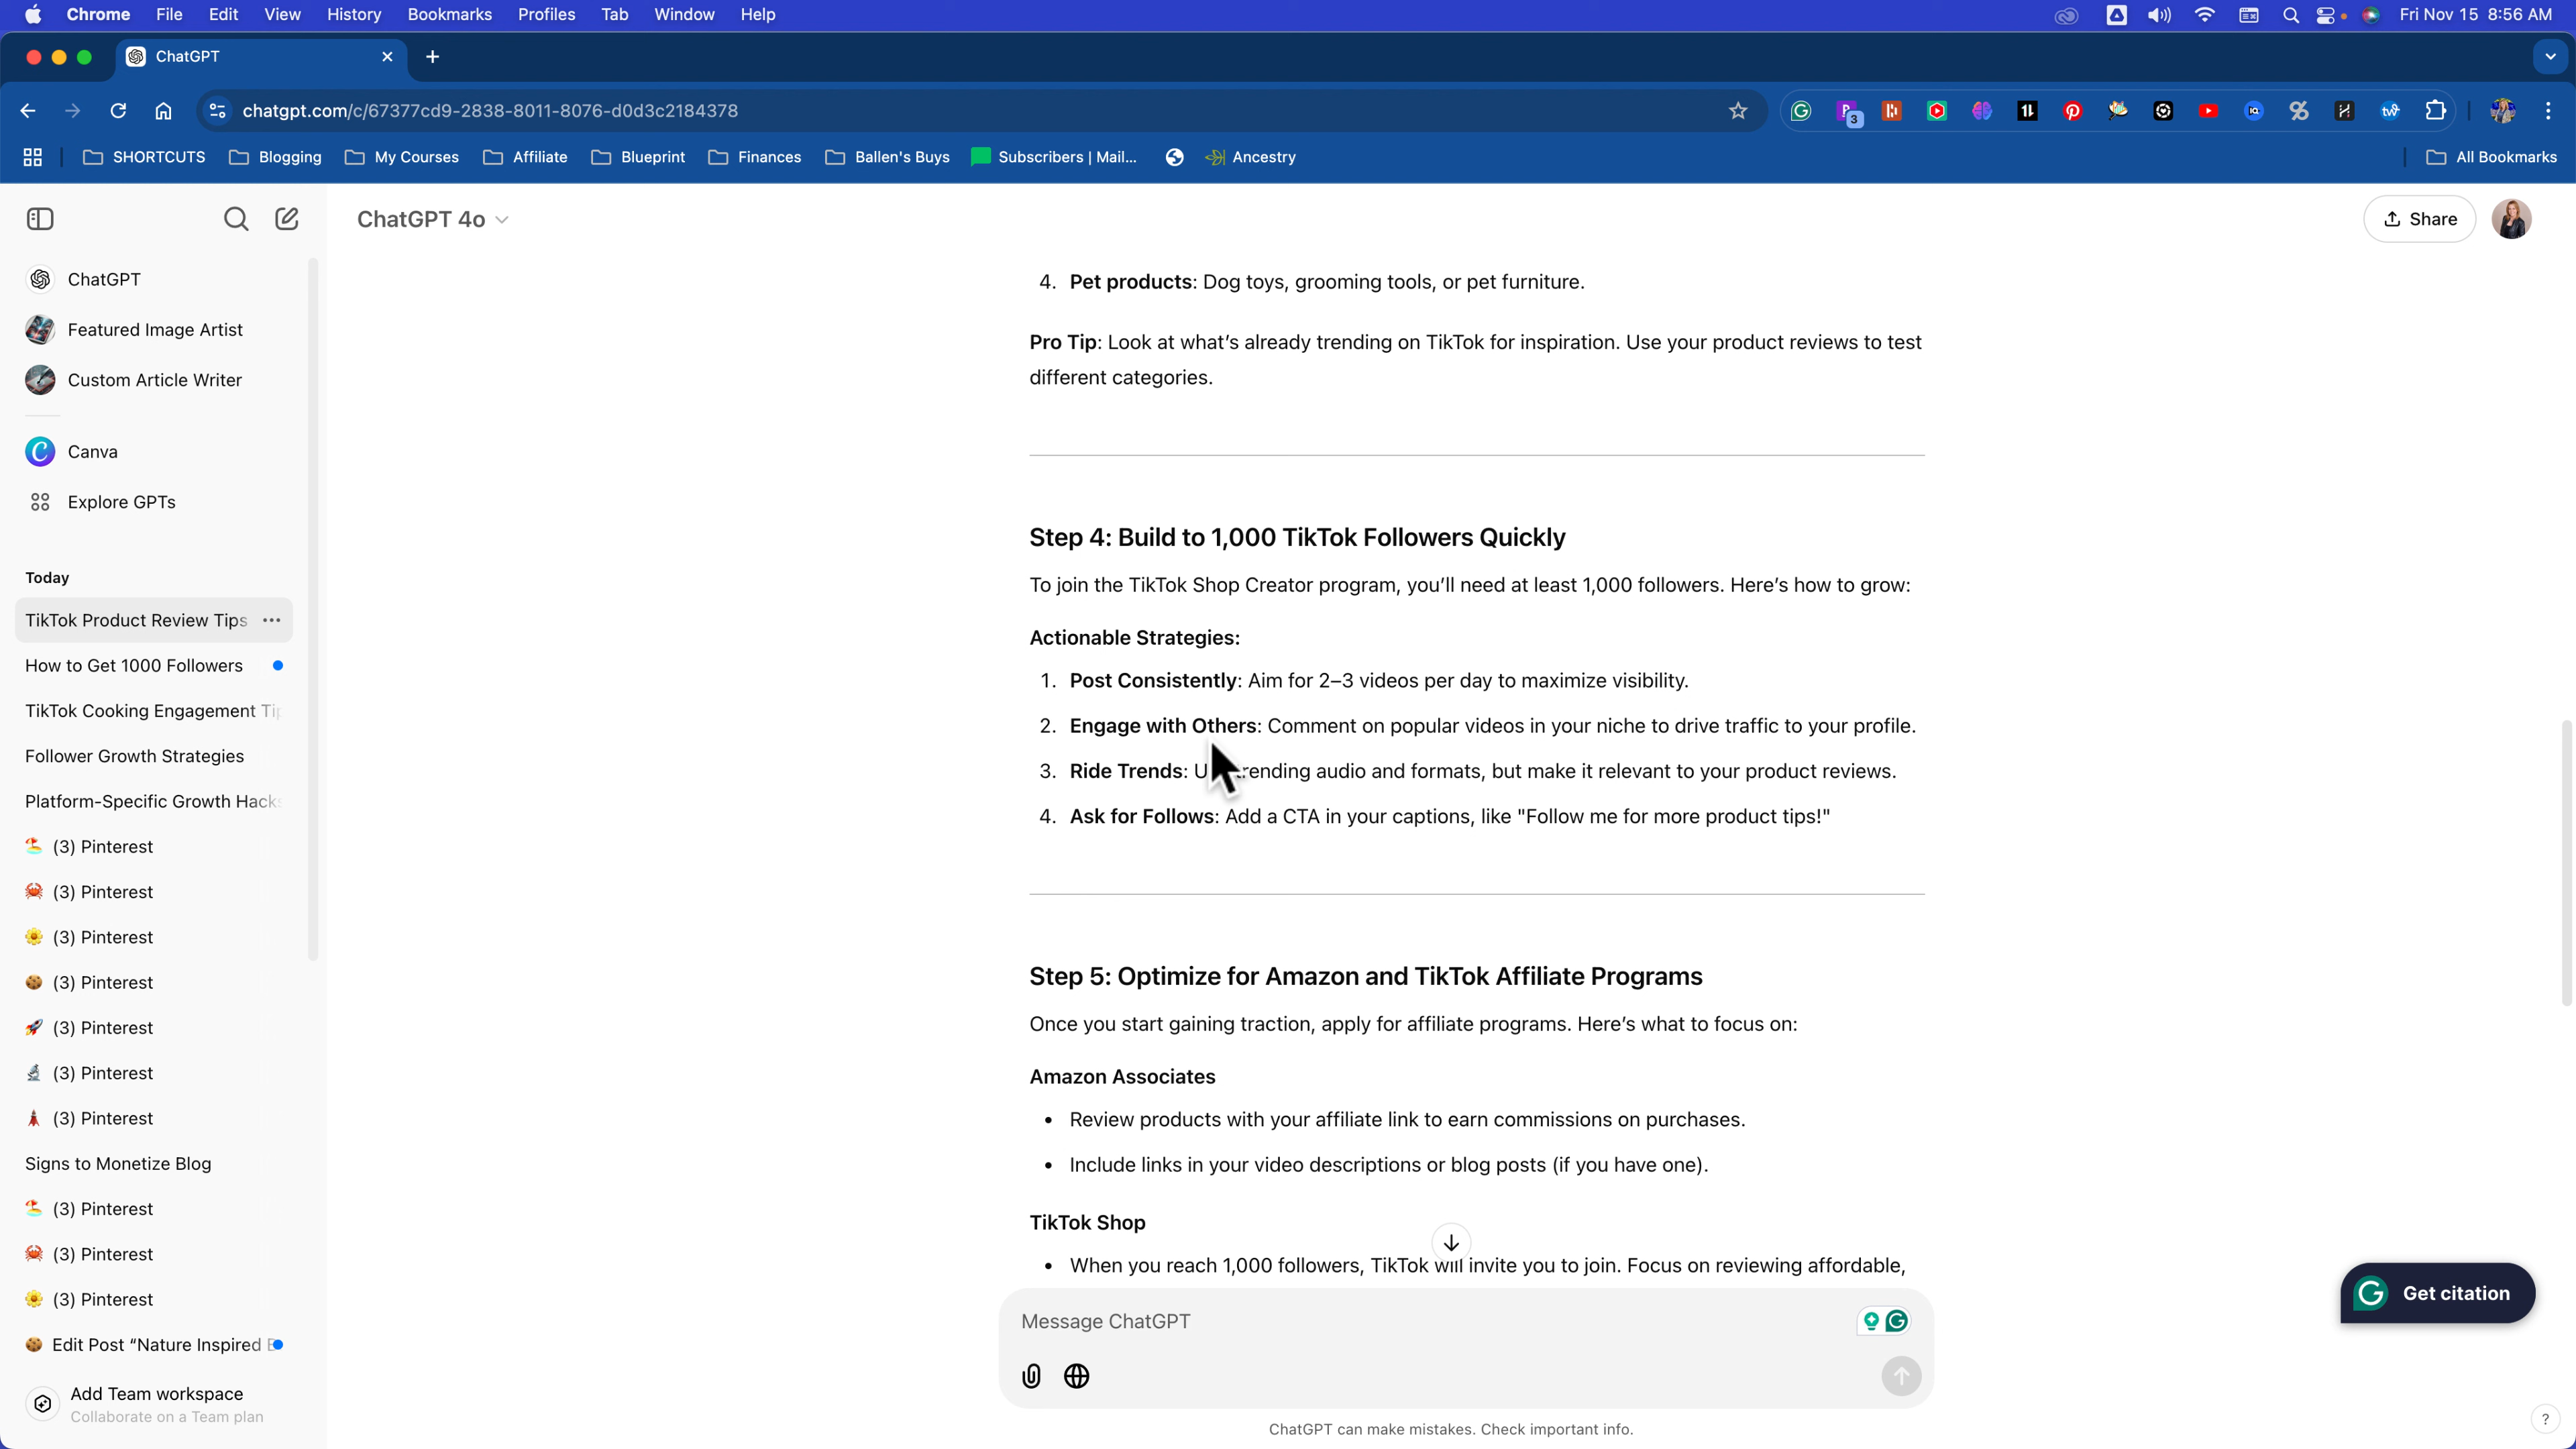 Chrome File Edit View History Bookmarks Profiles Tab Window Help Fri Nov 15 8:56 AM
ChatGPT
chatgpt.com/c/67377cd9-2838-8011-8076-d0d3c2184378
3
SHORTCUTS Blogging My Courses Affiliate Blueprint Finances Ballen's Buys Subscribers | Mail... Ancestry All Bookmarks
ChatGPT 4o Share
ChatGPT
Featured Image Artist
Custom Article Writer
Canva
Explore GPTs
Today
TikTok Product Review Tips
How to Get 1000 Followers
TikTok Cooking Engagement
Follower Growth Strategies
Platform-Specific Growth Hacks
(3) Pinterest
(3) Pinterest
(3) Pinterest
(3) Pinterest
(3) Pinterest
(3) Pinterest
(3) Pinterest
Signs to Monetize Blog
(3) Pinterest
(3) Pinterest
(3) Pinterest
Edit Post “Nature Inspired
Add Team workspace
Collaborate on a Team plan
4. Pet products: Dog toys, grooming tools, or pet furniture.
Pro Tip: Look at what’s already trending on TikTok for inspiration. Use your product reviews to test
different categories.
Step 4: Build to 1,000 TikTok Followers Quickly
To join the TikTok Shop Creator program, you’ll need at least 1,000 followers. Here’s how to grow:
Actionable Strategies:
1. Post Consistently: Aim for 2–3 videos per day to maximize visibility.
2. Engage with Others: Comment on popular videos in your niche to drive traffic to your profile.
3. Ride Trends: audio and formats, but make it relevant to your product reviews.
4. Ask for Follows: Add a CTA in your captions, like "Follow me for more product tips!"
Step 5: Optimize for Amazon and TikTok Affiliate Programs
Once you start gaining traction, apply for affiliate programs. Here’s what to focus on:
Amazon Associates
• Review products with your affiliate link to earn commissions on purchases.
• Include links in your video descriptions or blog posts (if you have one).
TikTok Shop
• When you reach 1,000 followers, TikTok will invite you to join. Focus on reviewing affordable,
Get citation
Message ChatGPT
ChatGPT can make mistakes. Check important info.
?